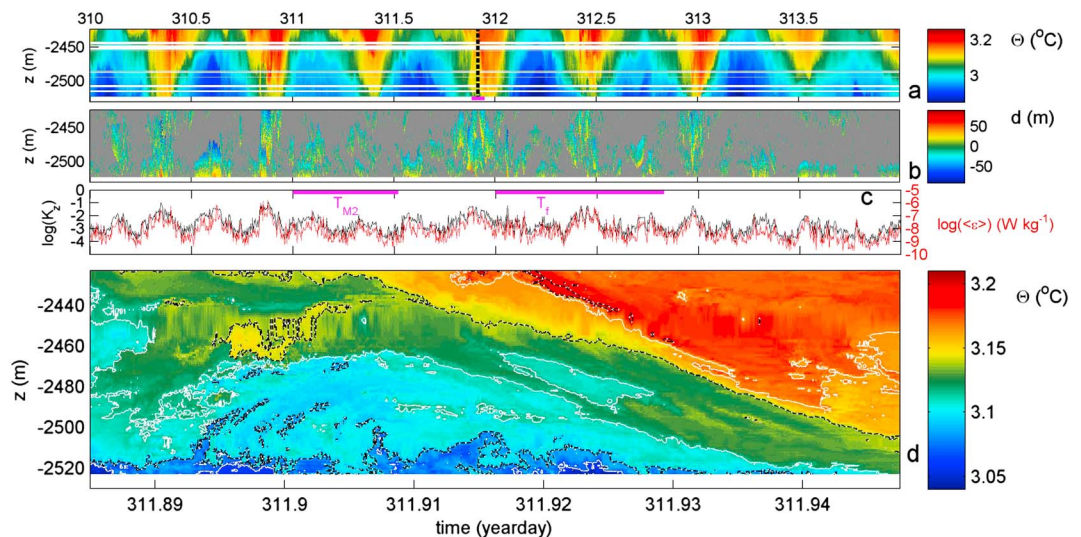 310 310.5 311 311.5 312 312.5 313 313.5
-2450
-2500
z (m)
a
3.2
3
Θ (°C)
-2450
-2500
z (m)
b
50
0
-50
d (m)
0
-1
-2
-3
-4
log(K_z)
T_M2
T_f
c
-5
-6
-7
-8
-9
-10
log(<ε>) (W kg⁻¹)
-2440
-2460
-2480
-2500
-2520
z (m)
d
3.2
3.15
3.1
3.05
Θ (°C)
311.89 311.9 311.91 311.92 311.93 311.94
time (yearday)